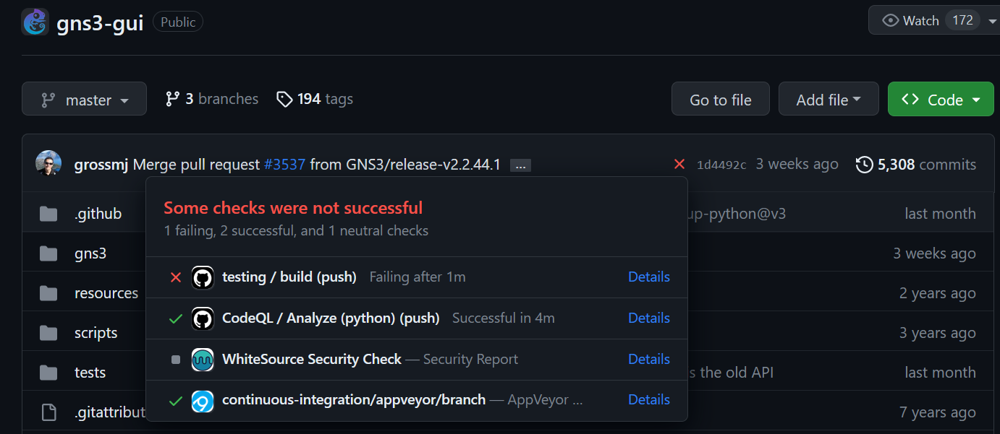 gns3-gui Public Watch 172
master 3 branches 194 tags Go to file Add file Code
grossmj Merge pull request #3537 from GNS3/release-v2.2.44.1 ... 1d4492c 3 weeks ago 5,308 commits
Some checks were not successful
1 failing, 2 successful, and 1 neutral checks
testing / build (push) Failing after 1m Details
CodeQL / Analyze (python) (push) Successful in 4m Details
WhiteSource Security Check — Security Report Details
continuous-integration/appveyor/branch — AppVeyor ... Details
.github up-python@v3 last month
gns3 3 weeks ago
resources 2 years ago
scripts 3 years ago
tests s the old API last month
.gitattribut 7 years ago